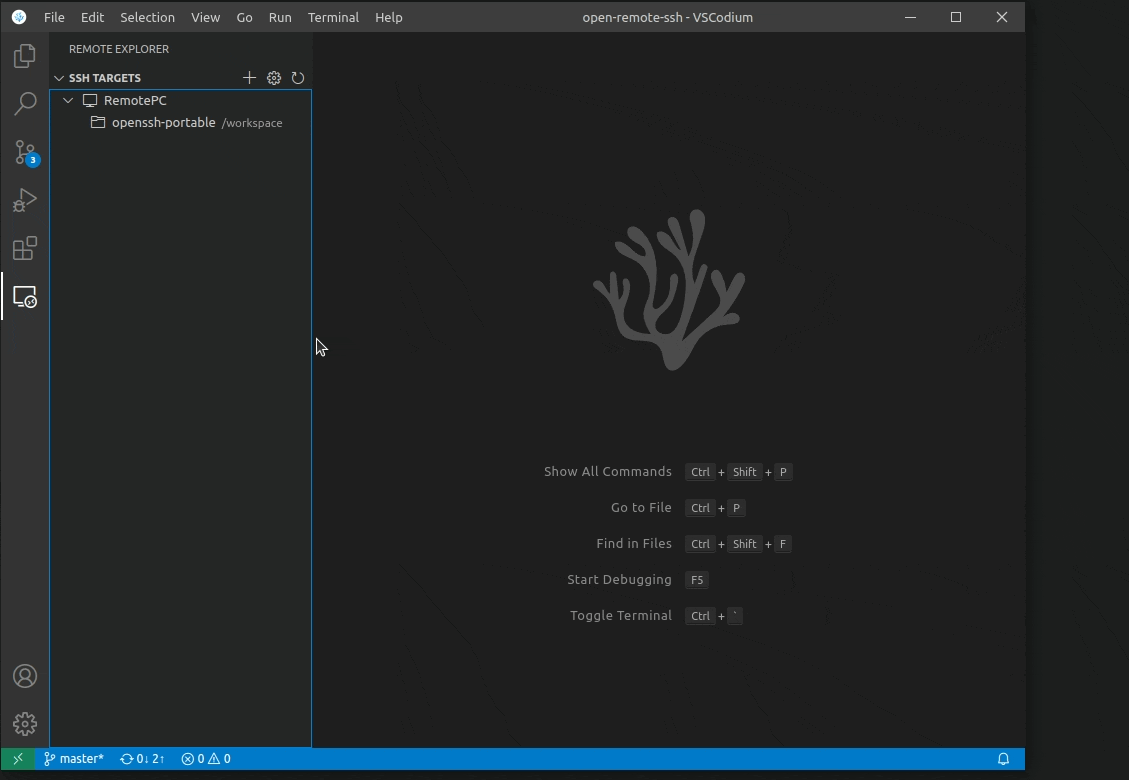 File Edit Selection View Go Run Terminal Help open-remote-ssh - VSCodium
REMOTE EXPLORER
SSH TARGETS
RemotePC
openssh-portable /workspace
3
Show All Commands Ctrl + Shift + P
Go to File Ctrl + P
Find in Files Ctrl + Shift + F
Start Debugging F5
Toggle Terminal Ctrl + `
master* 0↓ 2↑ 0 0